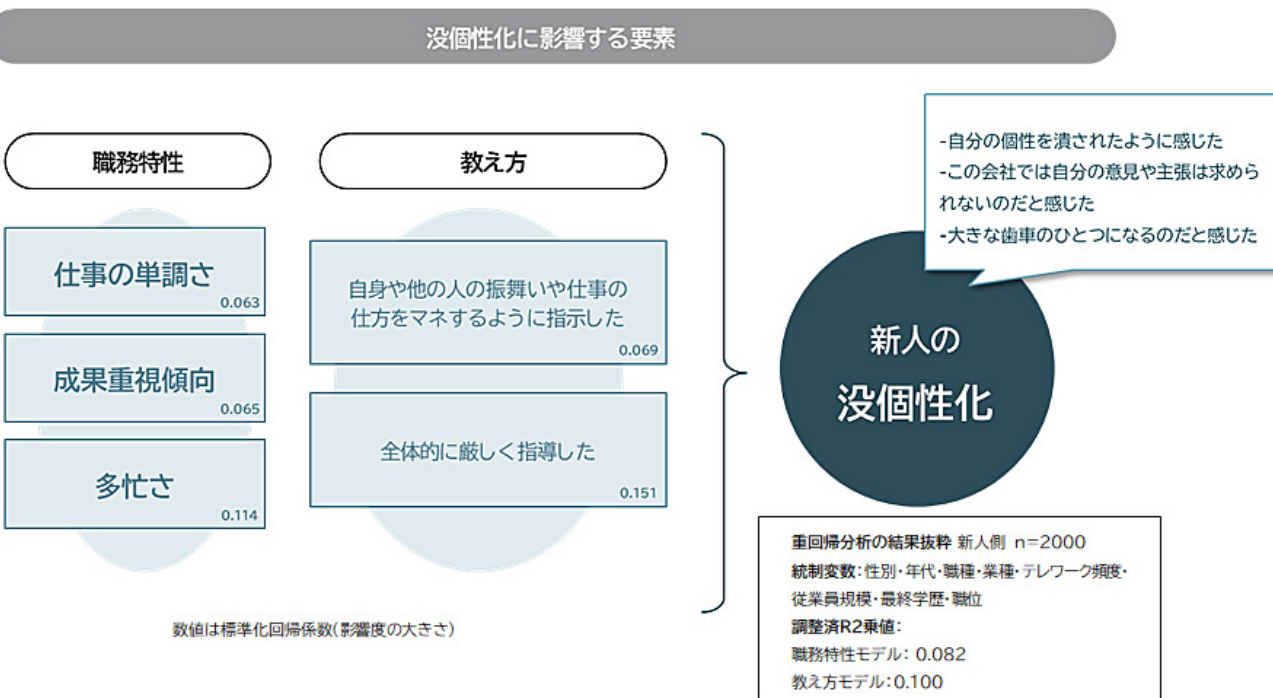 没個性化に影響する要素
職務特性
仕事の単調さ
0.063
成果重視傾向
0.065
多忙さ
0.114
教え方
自身や他の人の振舞いや仕事の
仕方をマネするように指示した
0.069
全体的に厳しく指導した
0.151
数値は標準化回帰係数(影響度の大きさ)
-自分の個性を潰されたように感じた
-この会社では自分の意見や主張は求めら
れないのだと感じた
-大きな歯車のひとつになるのだと感じた
新人の
没個性化
重回帰分析の結果抜粋 新人側 n=2000
統制変数:性別・年代・職種・業種・テレワーク頻度・
従業員規模・最終学歴・職位
調整済R2乗値:
職務特性モデル: 0.082
教え方モデル:0.100